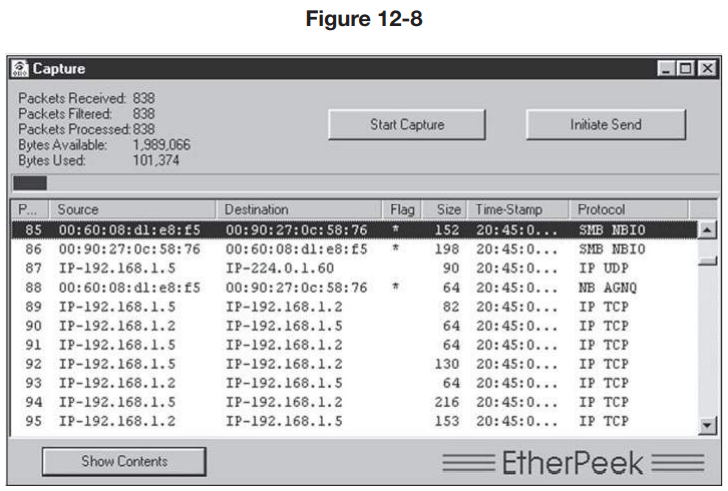 Figure 12-8
Capture
Packets Received: 838
Packets Filtered: 838
Packets Processed: 838
Bytes Available: 1,989,066
Bytes Used: 101,374
Start Capture
Initiate Send
P... Source Destination Flag Size Time-Stamp Protocol
85 00:60:08:d1:e8:f5 00:90:27:0c:58:76 * 152 20:45:0... SMB NBIO
86 00:90:27:0c:58:76 00:60:08:d1:e8:f5 * 198 20:45:0... SMB NBIO
87 IP-192.168.1.5 IP-224.0.1.60 90 20:45:0... IP UDP
88 00:60:08:d1:e8:f5 00:90:27:0c:58:76 * 64 20:45:0... NB AGNQ
89 IP-192.168.1.5 IP-192.168.1.2 82 20:45:0... IP TCP
90 IP-192.168.1.2 IP-192.168.1.5 64 20:45:0... IP TCP
91 IP-192.168.1.5 IP-192.168.1.2 64 20:45:0... IP TCP
92 IP-192.168.1.5 IP-192.168.1.2 130 20:45:0... IP TCP
93 IP-192.168.1.2 IP-192.168.1.5 64 20:45:0... IP TCP
94 IP-192.168.1.5 IP-192.168.1.2 216 20:45:0... IP TCP
95 IP-192.168.1.2 IP-192.168.1.5 153 20:45:0... IP TCP
Show Contents
EtherPeek